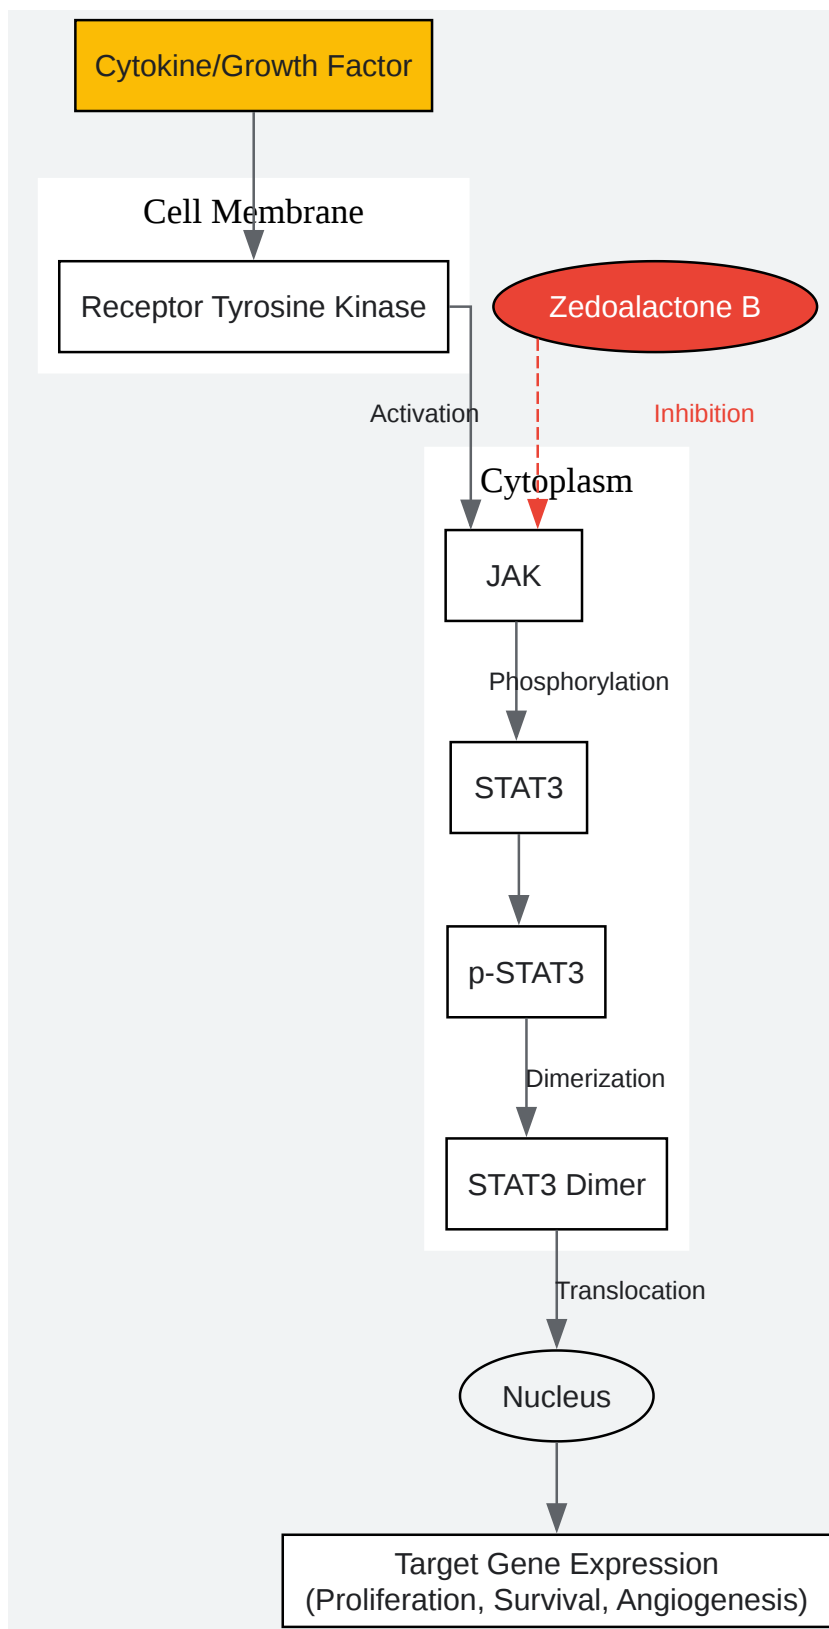 Cytokine/Growth Factor
Cell Membrane
Receptor Tyrosine Kinase
Zedoalactone B
Activation
Inhibition
Cytoplasm
JAK
Phosphorylation
STAT3
p-STAT3
Dimerization
STAT3 Dimer
Translocation
Nucleus
Target Gene Expression
(Proliferation, Survival, Angiogenesis)